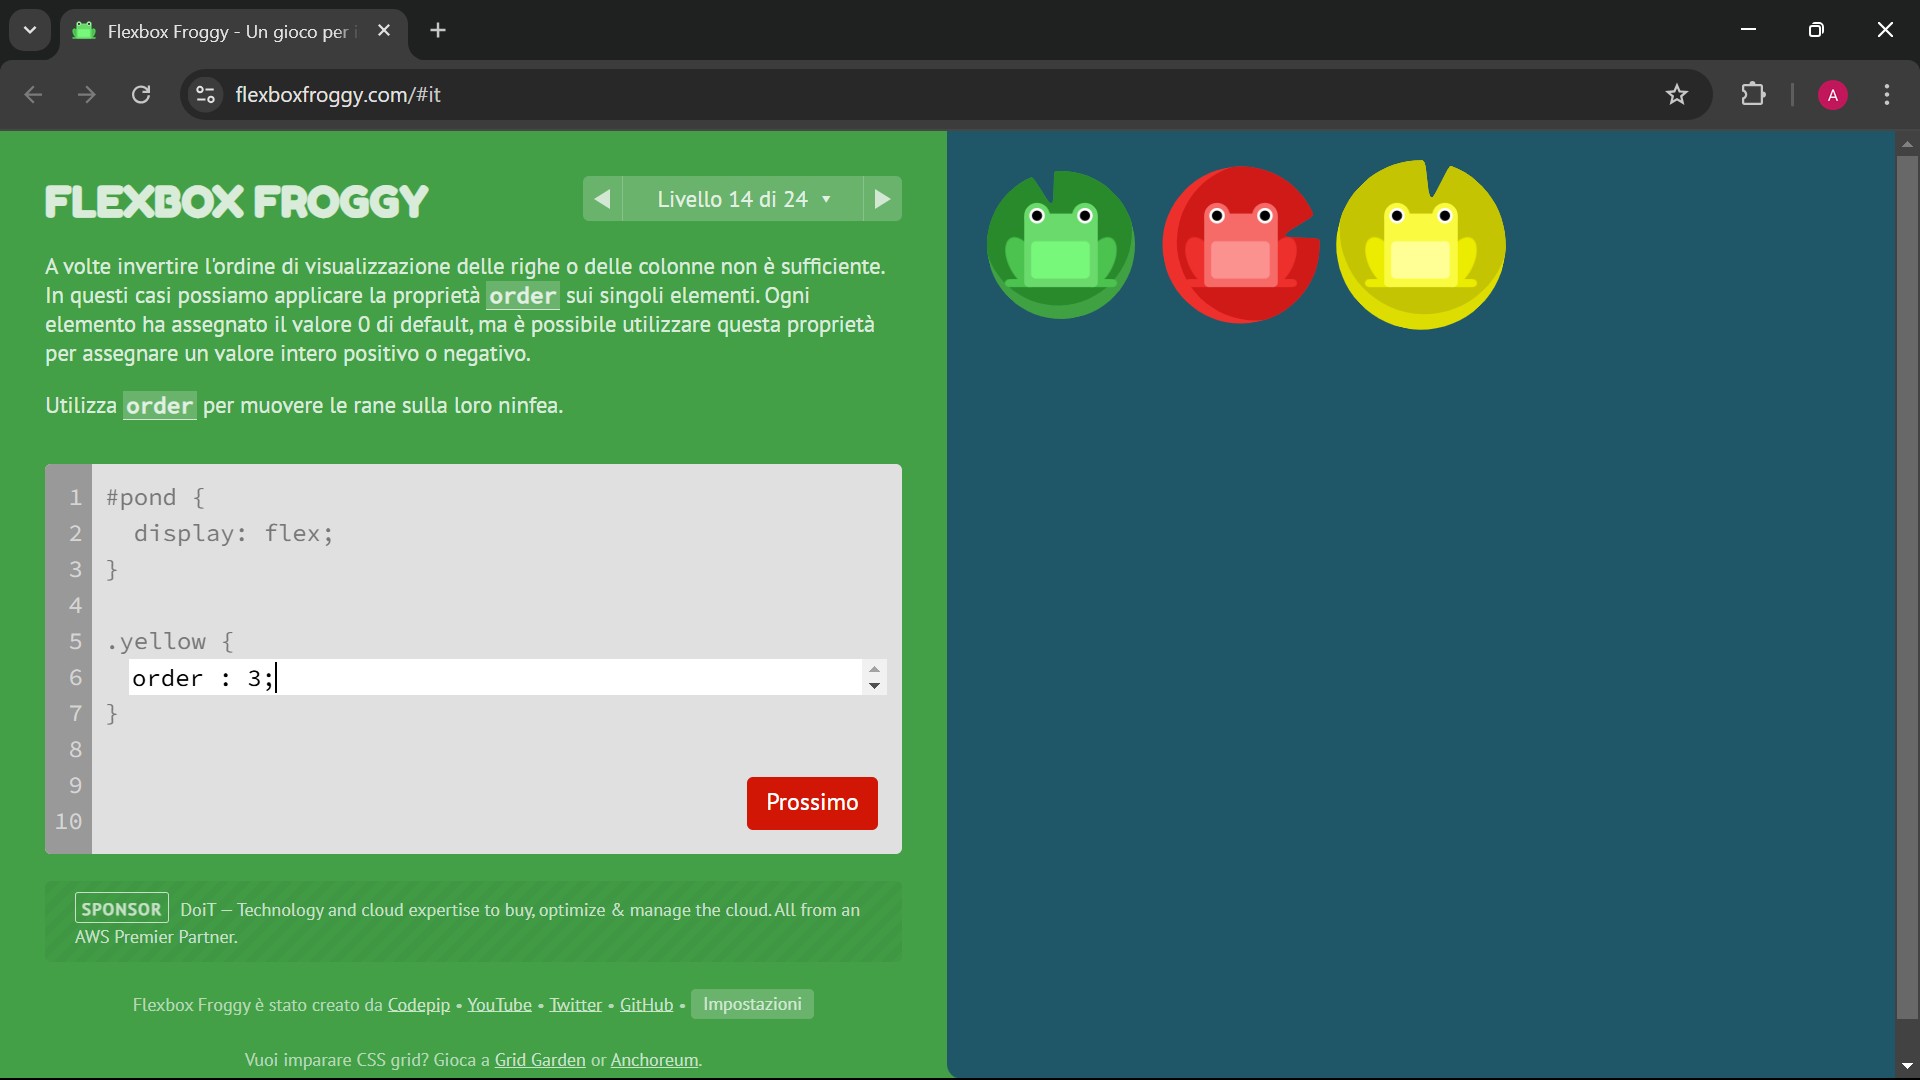 Flexbox Froggy - Un gioco per i
flexboxfroggy.com/#it
A
FLEXBOX FROGGY
Livello 14 di 24
A volte invertire l'ordine di visualizzazione delle righe o delle colonne non è sufficiente.
In questi casi possiamo applicare la proprietà order sui singoli elementi. Ogni
elemento ha assegnato il valore 0 di default, ma è possibile utilizzare questa proprietà
per assegnare un valore intero positivo o negativo.
Utilizza order per muovere le rane sulla loro ninfea.
1 #pond {
2 display: flex;
3 }
4
5 .yellow {
6 order : 3;
7 }
8
9
10
Prossimo
SPONSOR DoiT – Technology and cloud expertise to buy, optimize & manage the cloud. All from an
AWS Premier Partner.
Flexbox Froggy è stato creato da Codepip • YouTube • Twitter • GitHub • Impostazioni
Vuoi imparare CSS grid? Gioca a Grid Garden or Anchoreum.